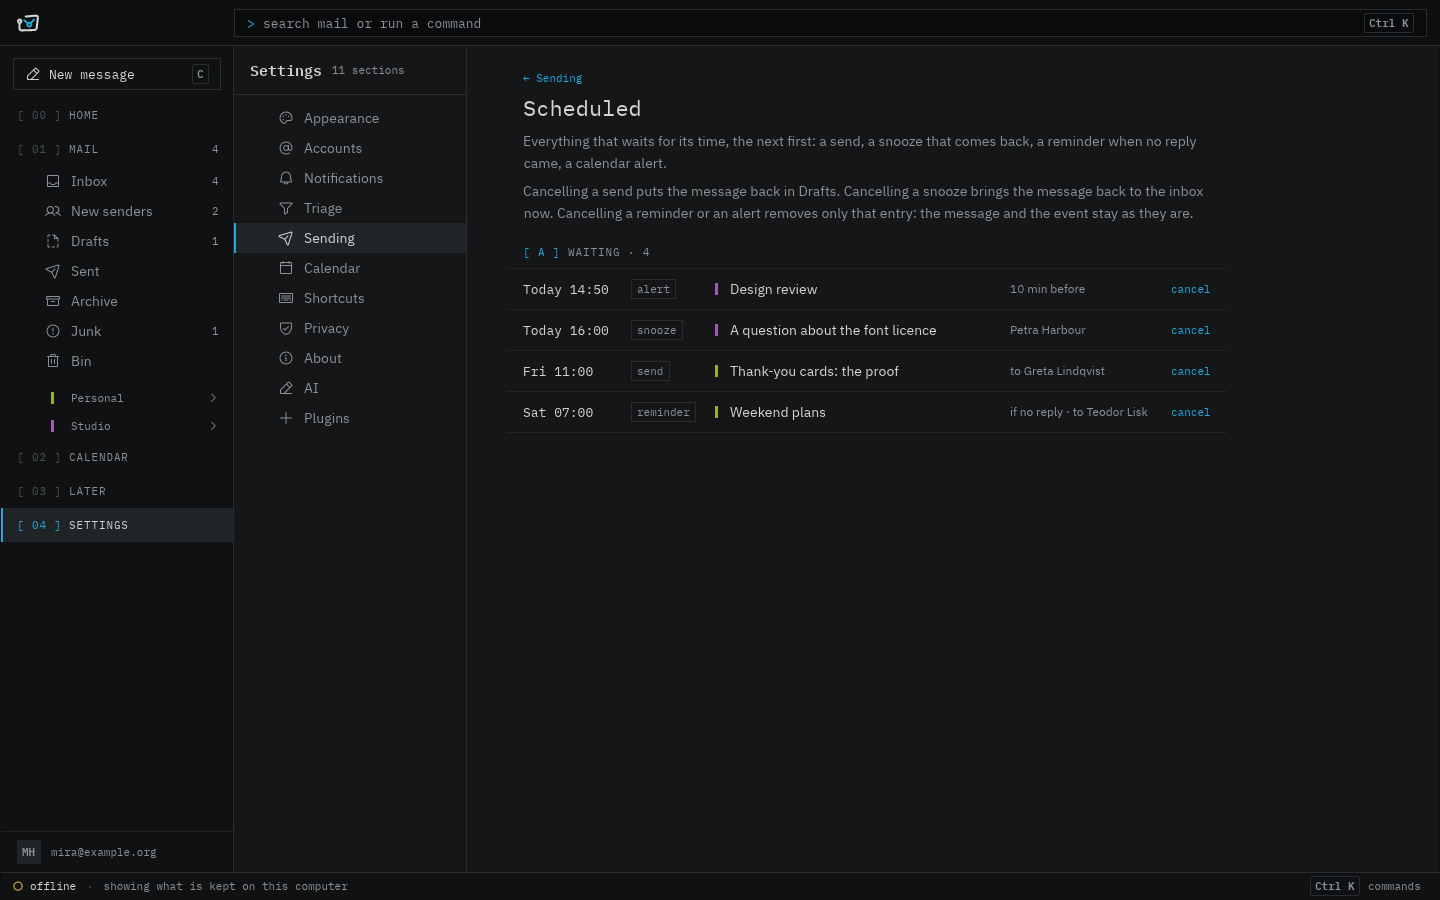 > search mail or run a command
Ctrl K
New message
C
[ 00 ] HOME
[ 01 ] MAIL 4
Inbox 4
New senders 2
Drafts 1
Sent
Archive
Junk 1
Bin
Personal
Studio
[ 02 ] CALENDAR
[ 03 ] LATER
[ 04 ] SETTINGS
MH mira@example.org
Settings 11 sections
Appearance
Accounts
Notifications
Triage
Sending
Calendar
Shortcuts
Privacy
About
AI
Plugins
← Sending
Scheduled
Everything that waits for its time, the next first: a send, a snooze that comes back, a reminder when no reply
came, a calendar alert.
Cancelling a send puts the message back in Drafts. Cancelling a snooze brings the message back to the inbox
now. Cancelling a reminder or an alert removes only that entry: the message and the event stay as they are.
[ A ] WAITING · 4
Today 14:50 alert Design review 10 min before cancel
Today 16:00 snooze A question about the font licence Petra Harbour cancel
Fri 11:00 send Thank-you cards: the proof to Greta Lindqvist cancel
Sat 07:00 reminder Weekend plans if no reply · to Teodor Lisk cancel
offline · showing what is kept on this computer
Ctrl K commands